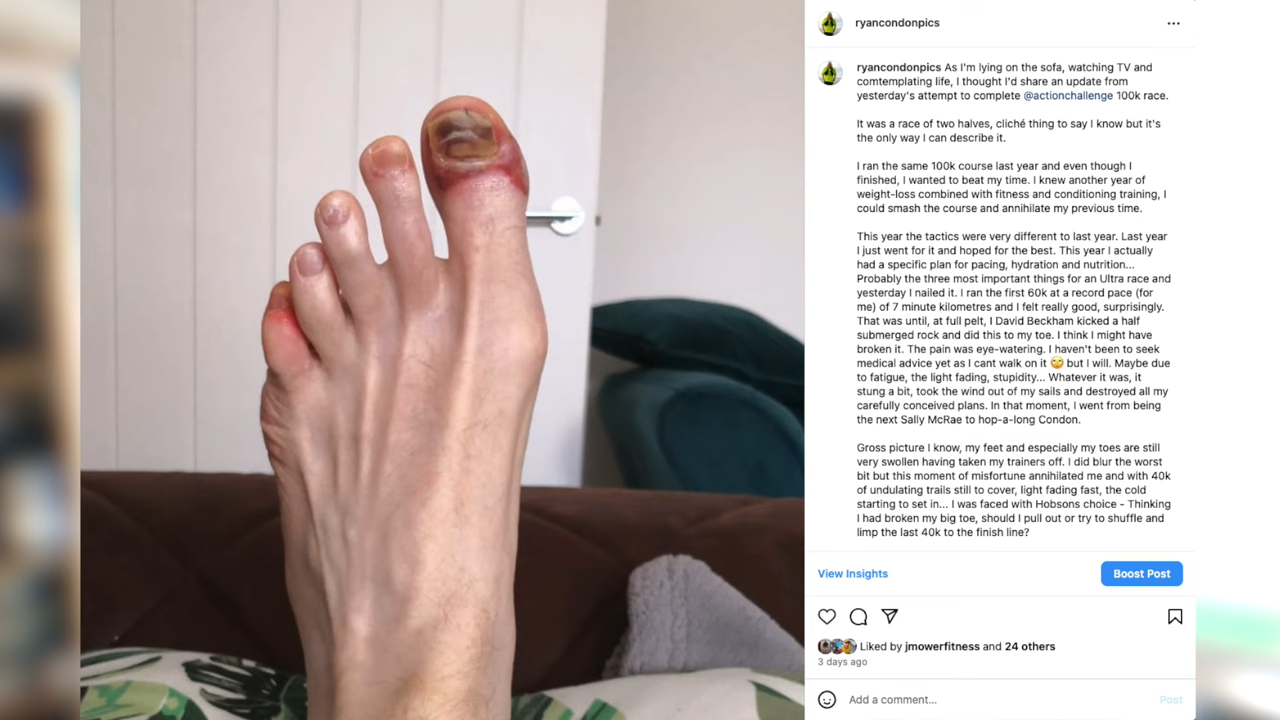 ryancondonpics
ryancondonpics As I'm lying on the sofa, watching TV and
comtemplating life, I thought I'd share an update from
yesterday's attempt to complete @actionchallenge 100k race.
It was a race of two halves, cliché thing to say I know but it's
the only way I can describe it.
I ran the same 100k course last year and even though I
finished, I wanted to beat my time. I knew another year of
weight-loss combined with fitness and conditioning training, I
could smash the course and annihilate my previous time.
This year the tactics were very different to last year. Last year
I just went for it and hoped for the best. This year I actually
had a specific plan for pacing, hydration and nutrition...
Probably the three most important things for an Ultra race and
yesterday I nailed it. I ran the first 60k at a record pace (for
me) of 7 minute kilometres and I felt really good, surprisingly.
That was until, at full pelt, I David Beckham kicked a half
submerged rock and did this to my toe. I think I might have
broken it. The pain was eye-watering. I haven't been to seek
medical advice yet as I cant walk on it 🙄 but I will. Maybe due
to fatigue, the light fading, stupidity... Whatever it was, it
stung a bit, took the wind out of my sails and destroyed all my
carefully conceived plans. In that moment, I went from being
the next Sally McRae to hop-a-long Condon.
Gross picture I know, my feet and especially my toes are still
very swollen having taken my trainers off. I did blur the worst
bit but this moment of misfortune annihilated me and with 40k
of undulating trails still to cover, light fading fast, the cold
starting to set in... I was faced with Hobsons choice - Thinking
I had broken my big toe, should I pull out or try to shuffle and
limp the last 40k to the finish line?
View Insights
Boost Post
Liked by jmowerfitness and 24 others
3 days ago
Add a comment...
Post